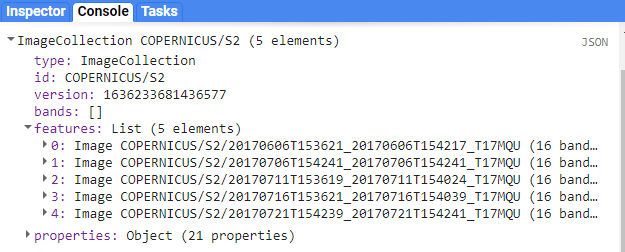 Inspector Console Tasks
ImageCollection COPERNICUS/S2 (5 elements) JSON
type: ImageCollection
id: COPERNICUS/S2
version: 1636233681436577
bands: []
features: List (5 elements)
0: Image COPERNICUS/S2/20170606T153621_20170606T154217_T17MQU (16 band…
1: Image COPERNICUS/S2/20170706T154241_20170706T154241_T17MQU (16 band…
2: Image COPERNICUS/S2/20170711T153619_20170711T154024_T17MQU (16 band…
3: Image COPERNICUS/S2/20170716T153621_20170716T154039_T17MQU (16 band…
4: Image COPERNICUS/S2/20170721T154239_20170721T154241_T17MQU (16 band…
properties: Object (21 properties)